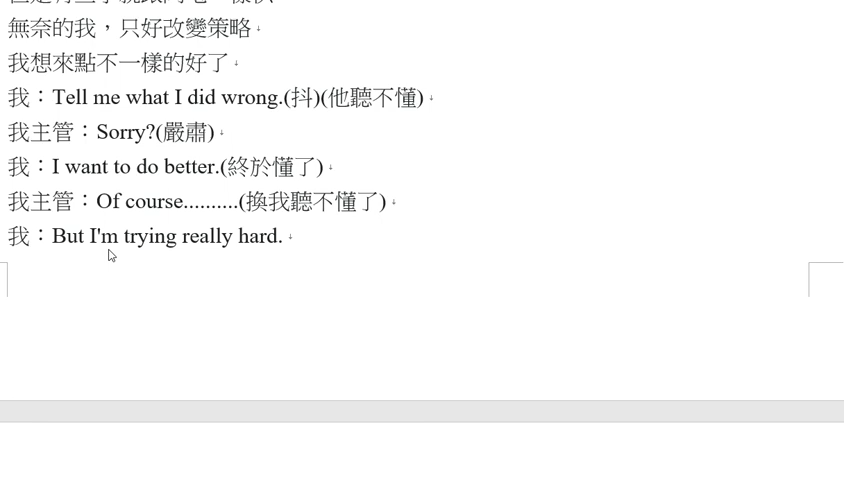 無奈的我，只好改變策略
我想來點不一樣的好了
我：Tell me what I did wrong.(抖)(他聽不懂)
我主管：Sorry?(嚴肅)
我：I want to do better.(終於懂了)
我主管：Of course..........(換我聽不懂了)
我：But I'm trying really hard.